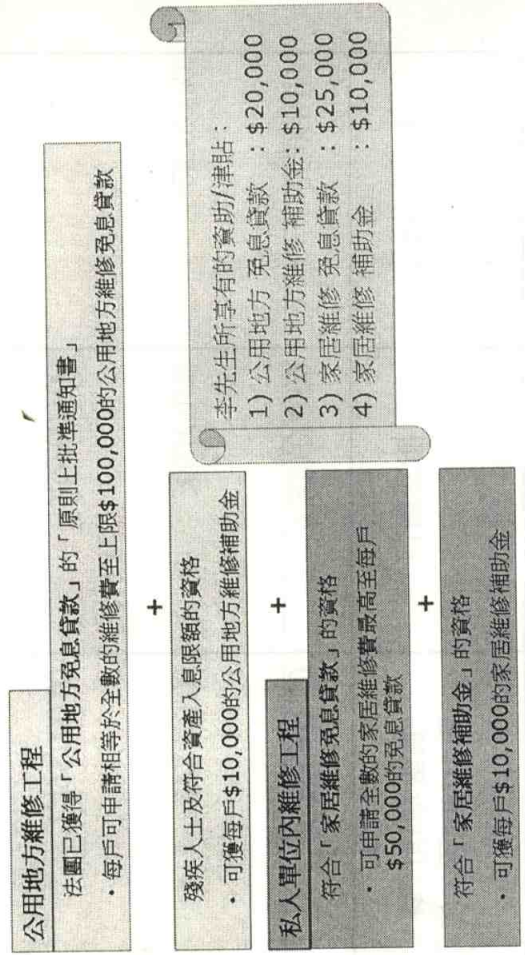 公用地方維修工程
法團已獲得「公用地方免息貸款」的「原則上批準通知書」
・每戶可申請相等於全數的維修費至上限$100,000的公用地方維修免息貸款
+
殘疾人士及符合資產入息限額的資格
・可獲每戶$10,000的公用地方維修補助金
+
私人單位內維修工程
符合「家居維修免息貸款」的資格
・可申請全數的家居維修費最高至每戶
$50,000的免息貸款
+
符合「家居維修補助金」的資格
・可獲每戶$10,000的家居維修補助金
李先生所享有的資助/津貼：
1) 公用地方 免息貸款 ：$20,000
2) 公用地方維修 補助金：$10,000
3) 家居維修 免息貸款 ：$25,000
4) 家居維修 補助金 ：$10,000